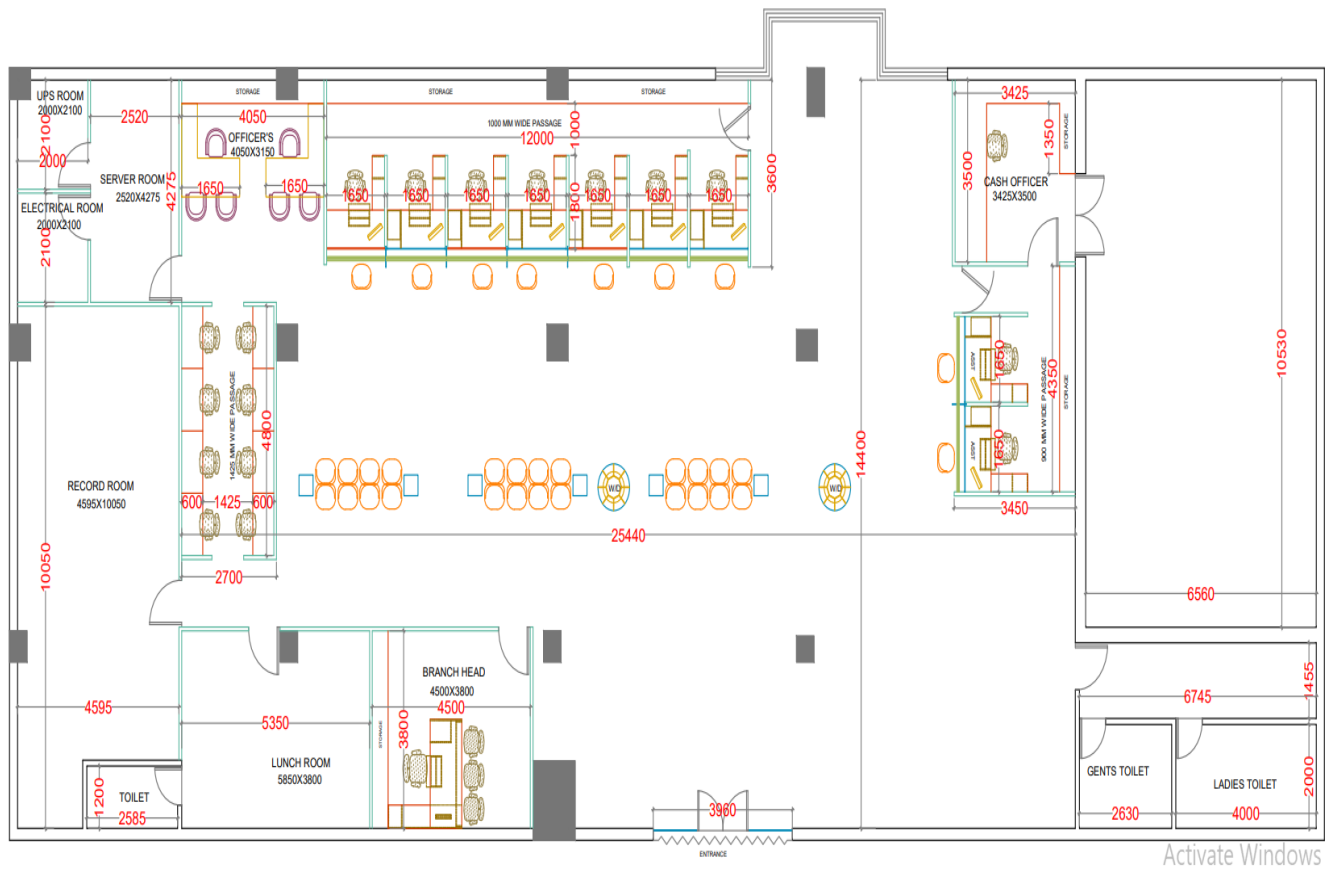 STORAGE
STORAGE
STORAGE
UPS ROOM
2000X2100
2100
2000
2520
4050
OFFICER'S
4050X3150
1650
1650
4275
SERVER ROOM
2520X4275
ELECTRICAL ROOM
2000X2100
2100
1000 MM WIDE PASSAGE
12000
1000
1800
3600
1650
1650
1650
1650
1650
1650
1650
3425
3500
1350
STORAGE
CASH OFFICER
3425X3500
ASST
1650
ASST
1650
900 MM WIDE PASSAGE
4350
STORAGE
3450
10530
6560
14400
25440
W/D
W/D
1425 MM WIDE PASSAGE
4800
600
1425
600
2700
RECORD ROOM
4595X10050
10050
4595
5350
LUNCH ROOM
5850X3800
BRANCH HEAD
4500X3800
4500
3800
STORAGE
TOILET
1200
2585
3960
ENTRANCE
1455
6745
GENTS TOILET
2630
LADIES TOILET
4000
2000
Activate Windows